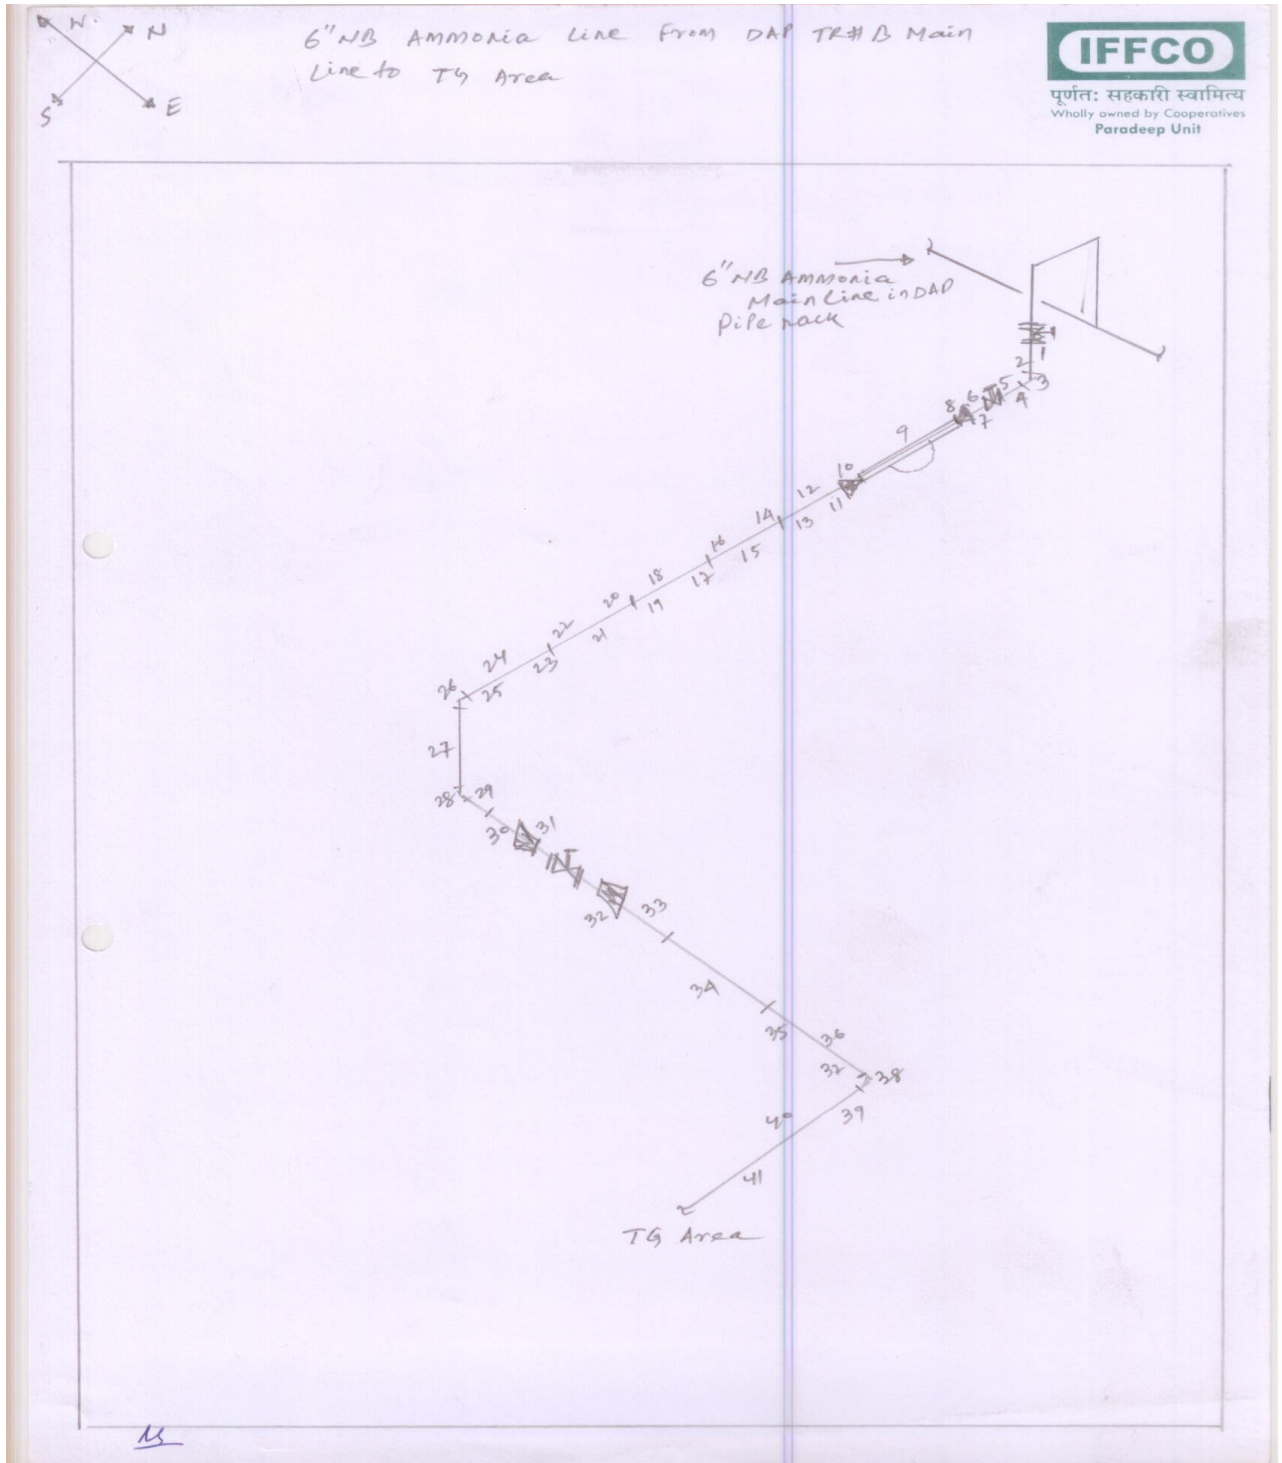 W
N
S
E
6"NB Ammonia Line From DAP TR#B Main
Line to TG Area
IFFCO
पूर्णत: सहकारी स्वामित्व
Wholly owned by Cooperatives
Paradeep Unit
6"NB Ammonia
Main Line in DAP
Pipe rack
1
2
3
4
5
6
7
8
9
10
11
12
13
14
15
16
17
18
19
20
21
22
23
24
25
26
27
28
29
30
31
32
33
34
35
36
32
38
39
40
41
TG Area